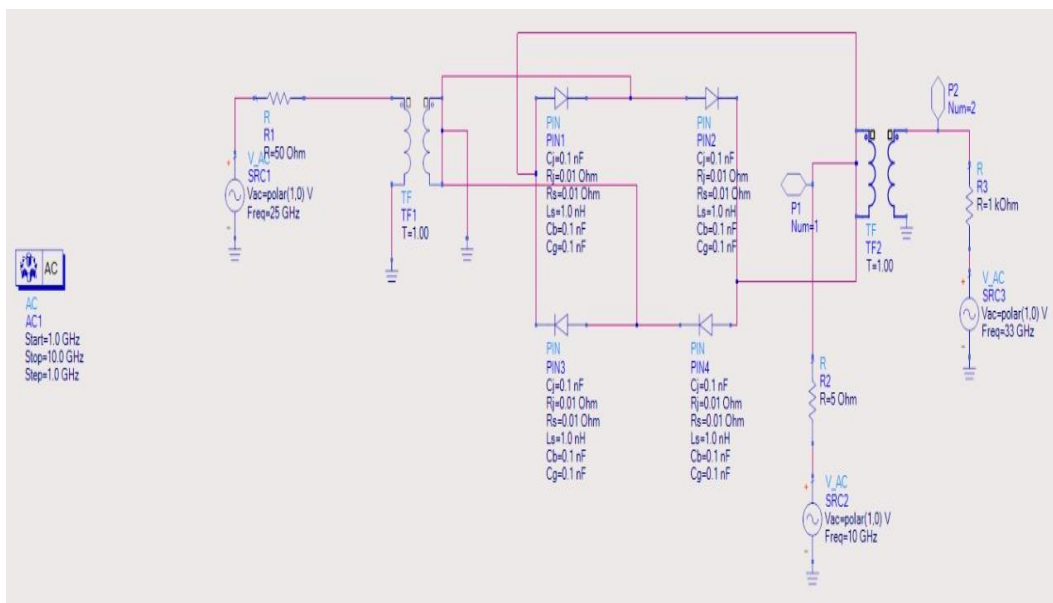 AC
AC
AC1
Start=1.0 GHz
Stop=10.0 GHz
Step=1.0 GHz
R
R1
R=50 Ohm
V_AC
SRC1
Vac=polar(1,0) V
Freq=25 GHz
TF
TF1
T=1.00
PIN
PIN1
Cj=0.1 nF
Rj=0.01 Ohm
Rs=0.01 Ohm
Ls=1.0 nH
Cb=0.1 nF
Cg=0.1 nF
PIN
PIN2
Cj=0.1 nF
Rj=0.01 Ohm
Rs=0.01 Ohm
Ls=1.0 nH
Cb=0.1 nF
Cg=0.1 nF
PIN
PIN3
Cj=0.1 nF
Rj=0.01 Ohm
Rs=0.01 Ohm
Ls=1.0 nH
Cb=0.1 nF
Cg=0.1 nF
PIN
PIN4
Cj=0.1 nF
Rj=0.01 Ohm
Rs=0.01 Ohm
Ls=1.0 nH
Cb=0.1 nF
Cg=0.1 nF
P1
Num=1
TF
TF2
T=1.00
P2
Num=2
R
R3
R=1 kOhm
V_AC
SRC3
Vac=polar(1,0) V
Freq=33 GHz
R
R2
R=5 Ohm
V_AC
SRC2
Vac=polar(1,0) V
Freq=10 GHz